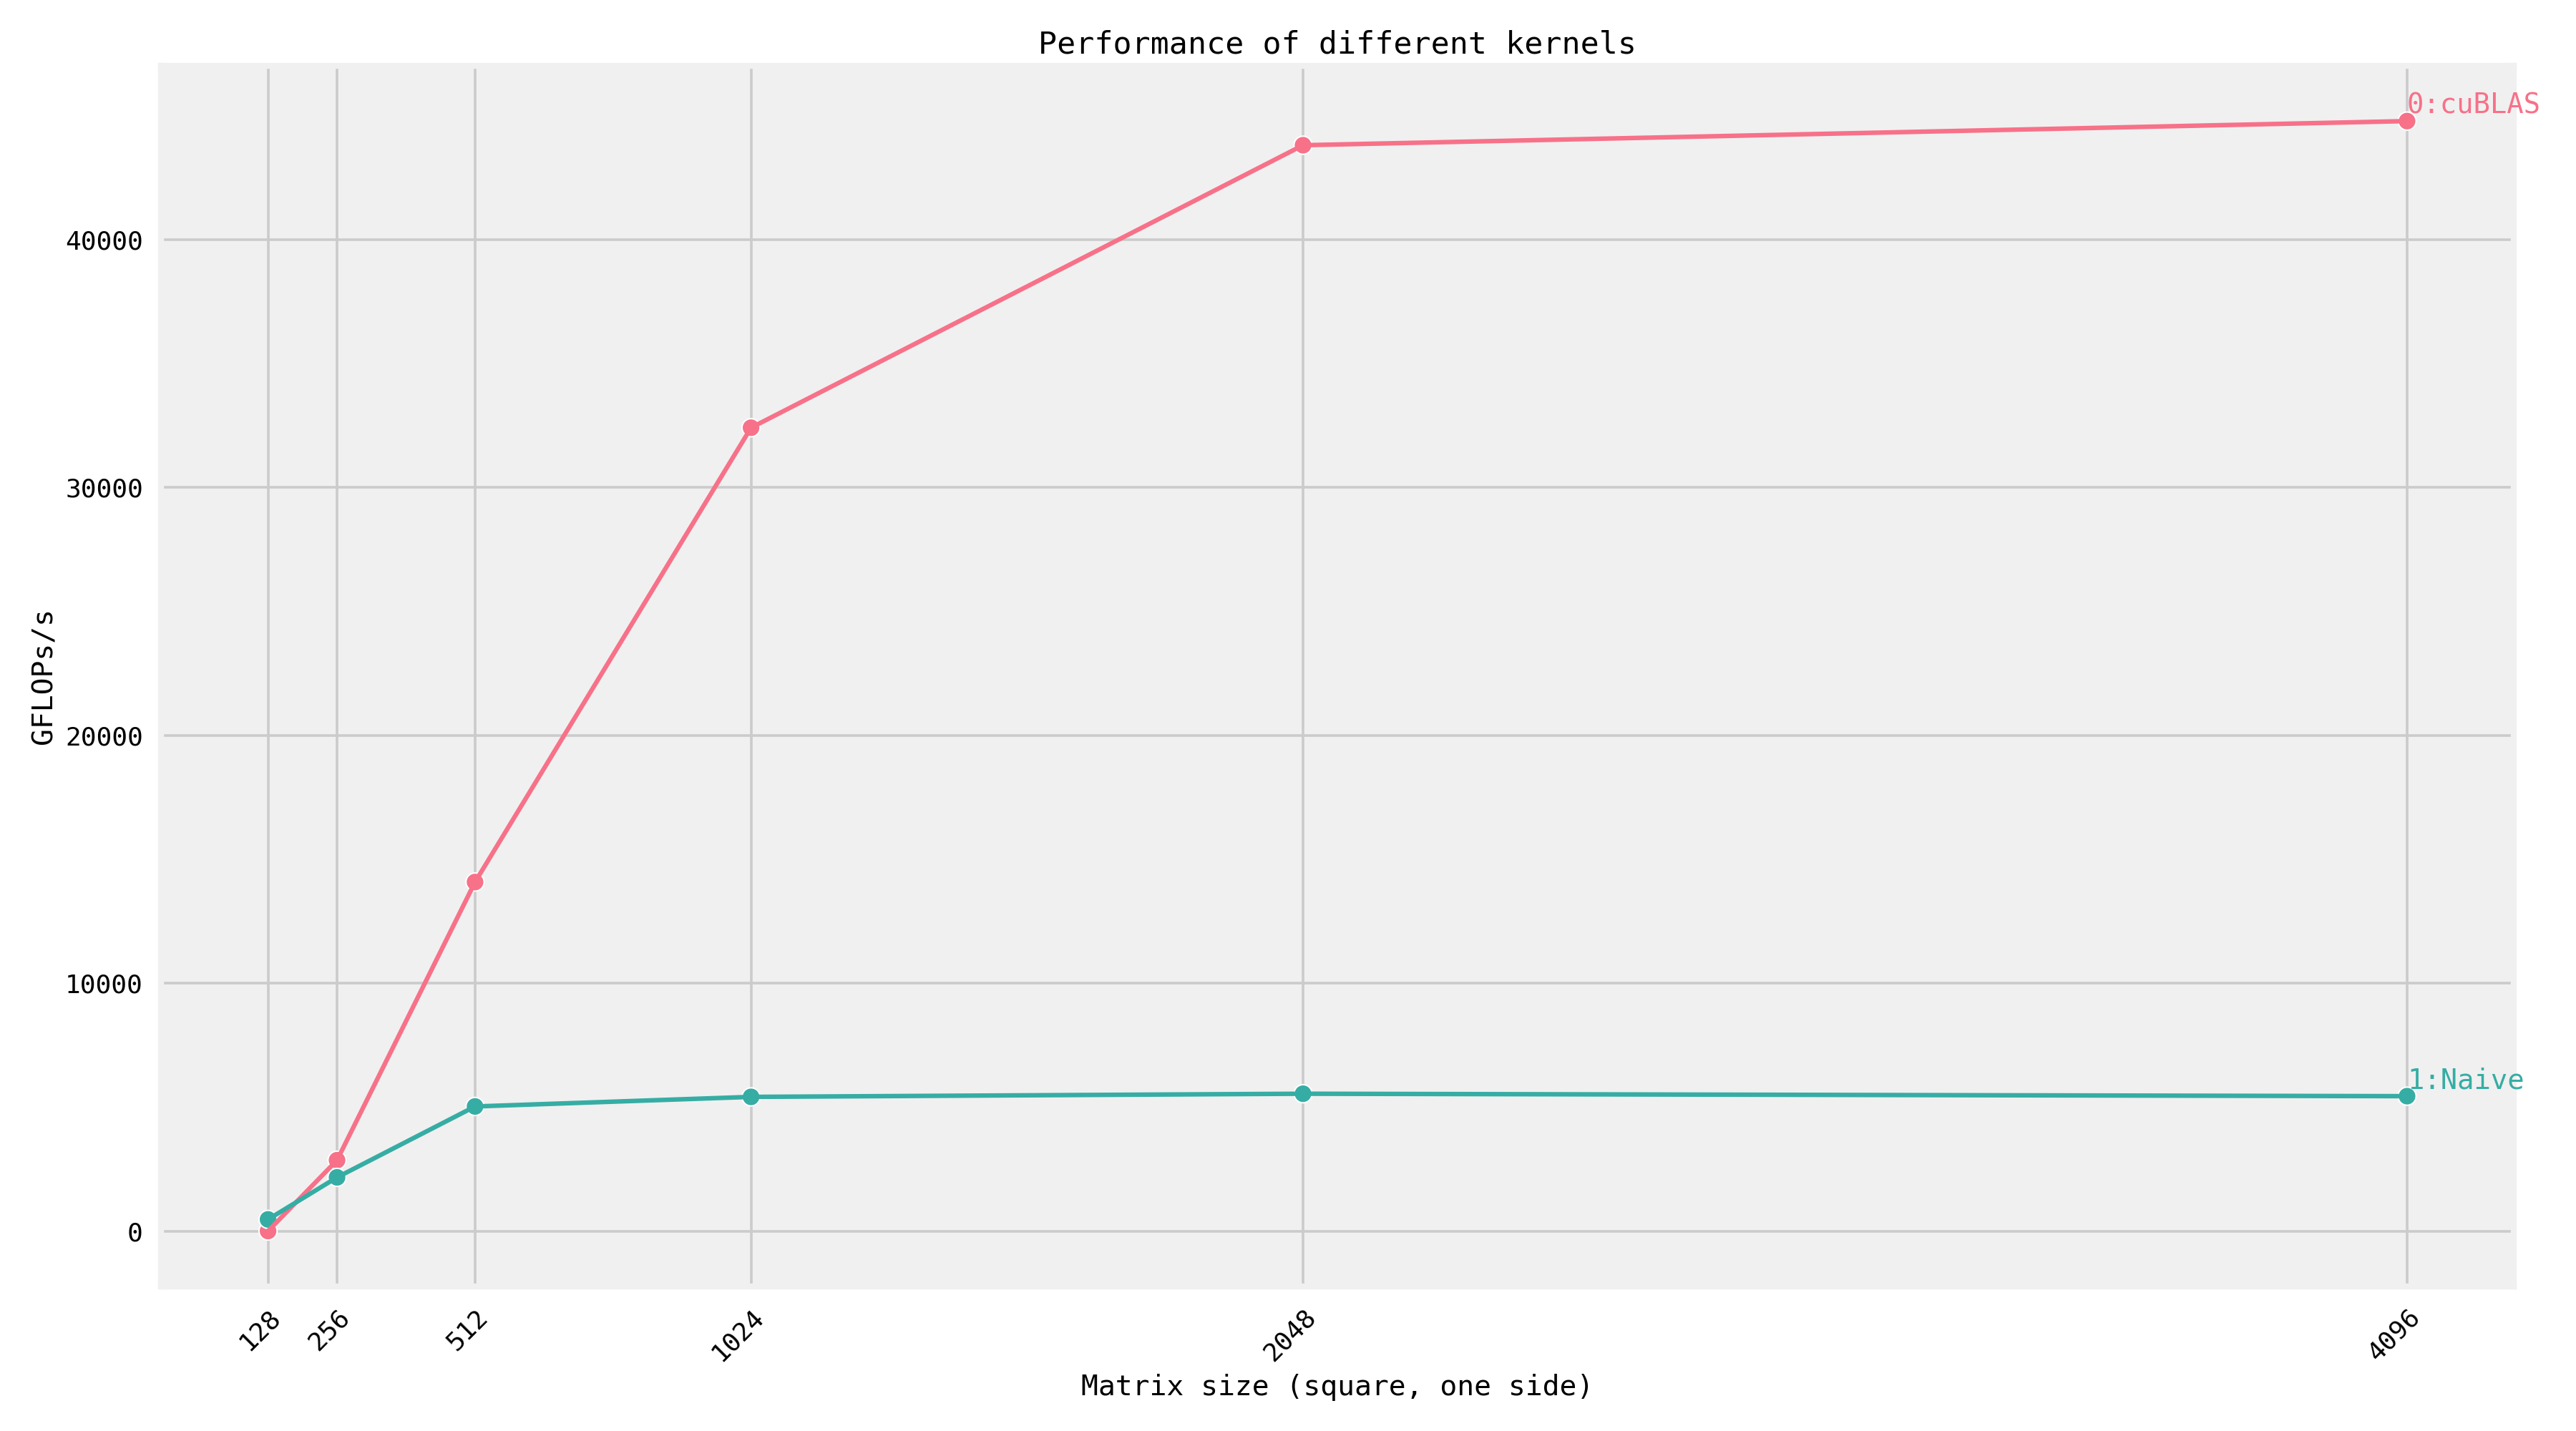 Performance of different kernels
0:cuBLAS
40000
30000
GFLOPs/s
20000
10000
1:Naive
0
128
256
512
1024
2048
4096
Matrix size (square, one side)